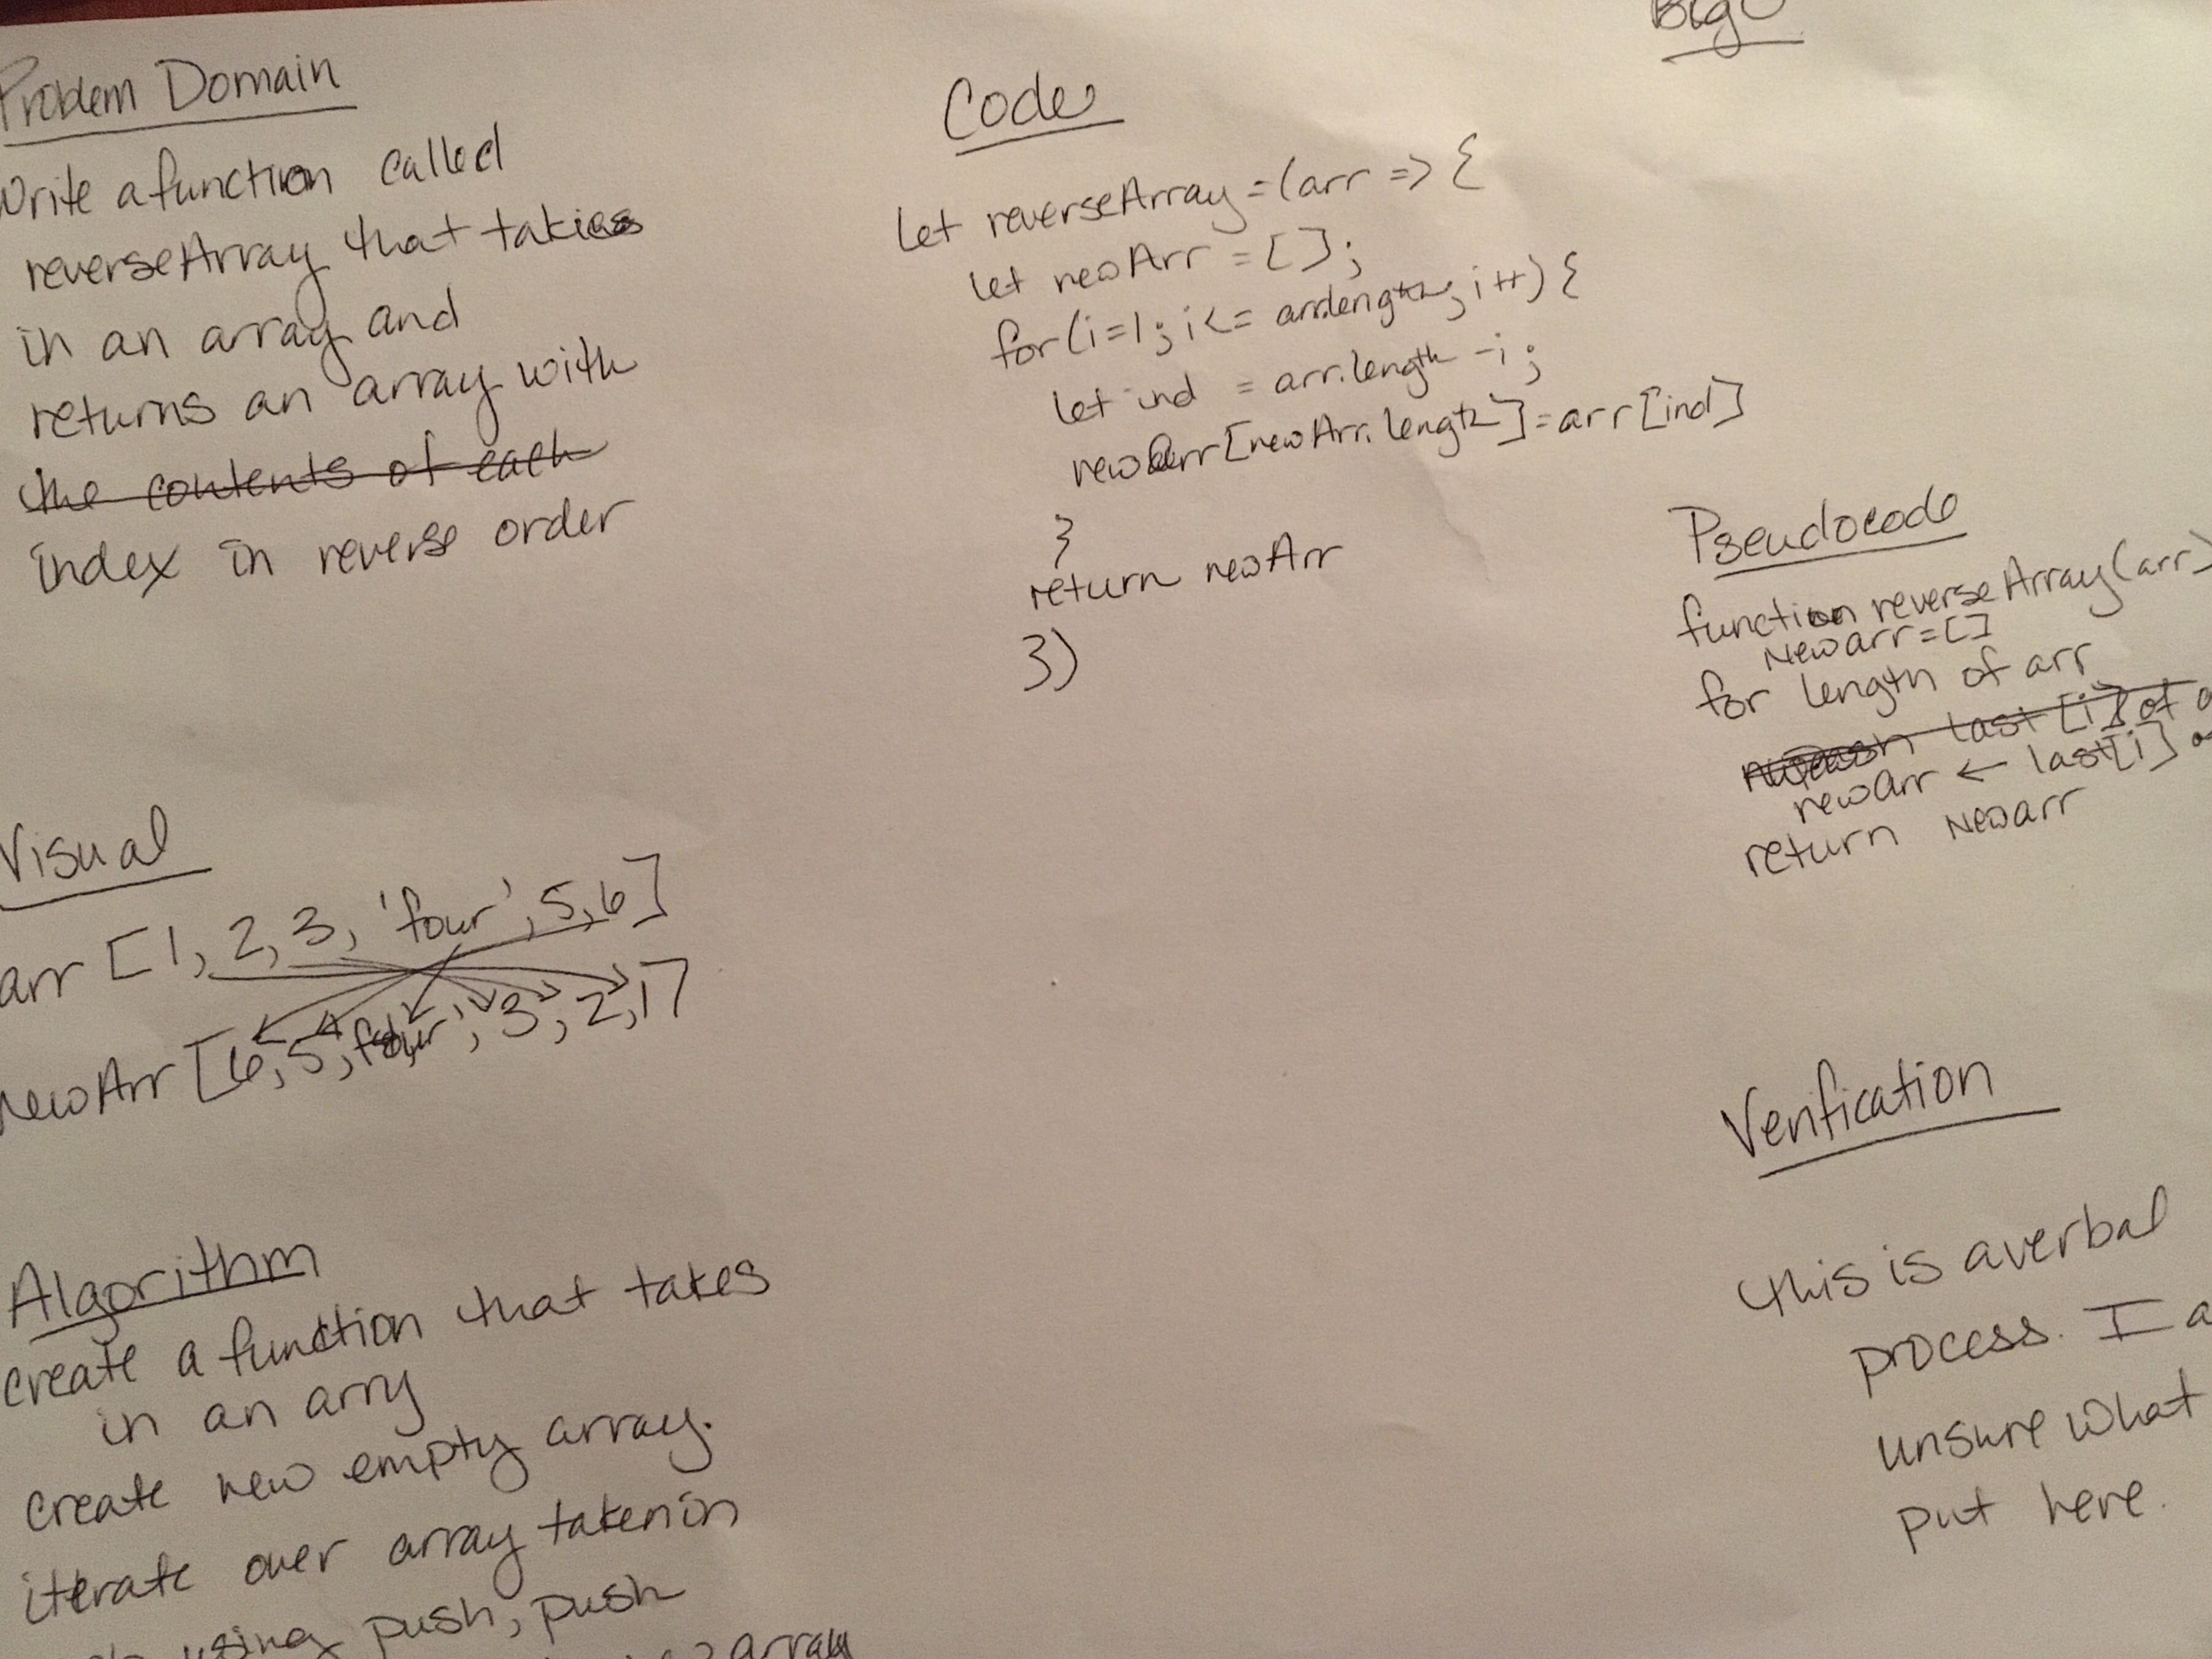 Problem Domain
Write a function called
reverseArray that takes
in an array and
returns an array with
the contents of each
index in reverse order
Visual
arr [1, 2, 3, 'four', 5, 6]
newArr [6, 5, 'four', 3, 2, 1]
Algorithm
create a function that takes
in an arry
create new empty array.
iterate over array taken in
using push, push
array
Code
let reverseArray = (arr => {
let newArr = [];
for (i=1; i<= arr.length; i++) {
let ind = arr.length -i;
newArr[newArr.length] = arr[ind]
}
return newArr
})
Big O
Pseudocode
function reverseArray(arr)
Newarr = []
for length of arr
last [i] of
newArr ← last[i]
return Newarr
Verification
this is a verbal
process. I a
unsure what
put here.